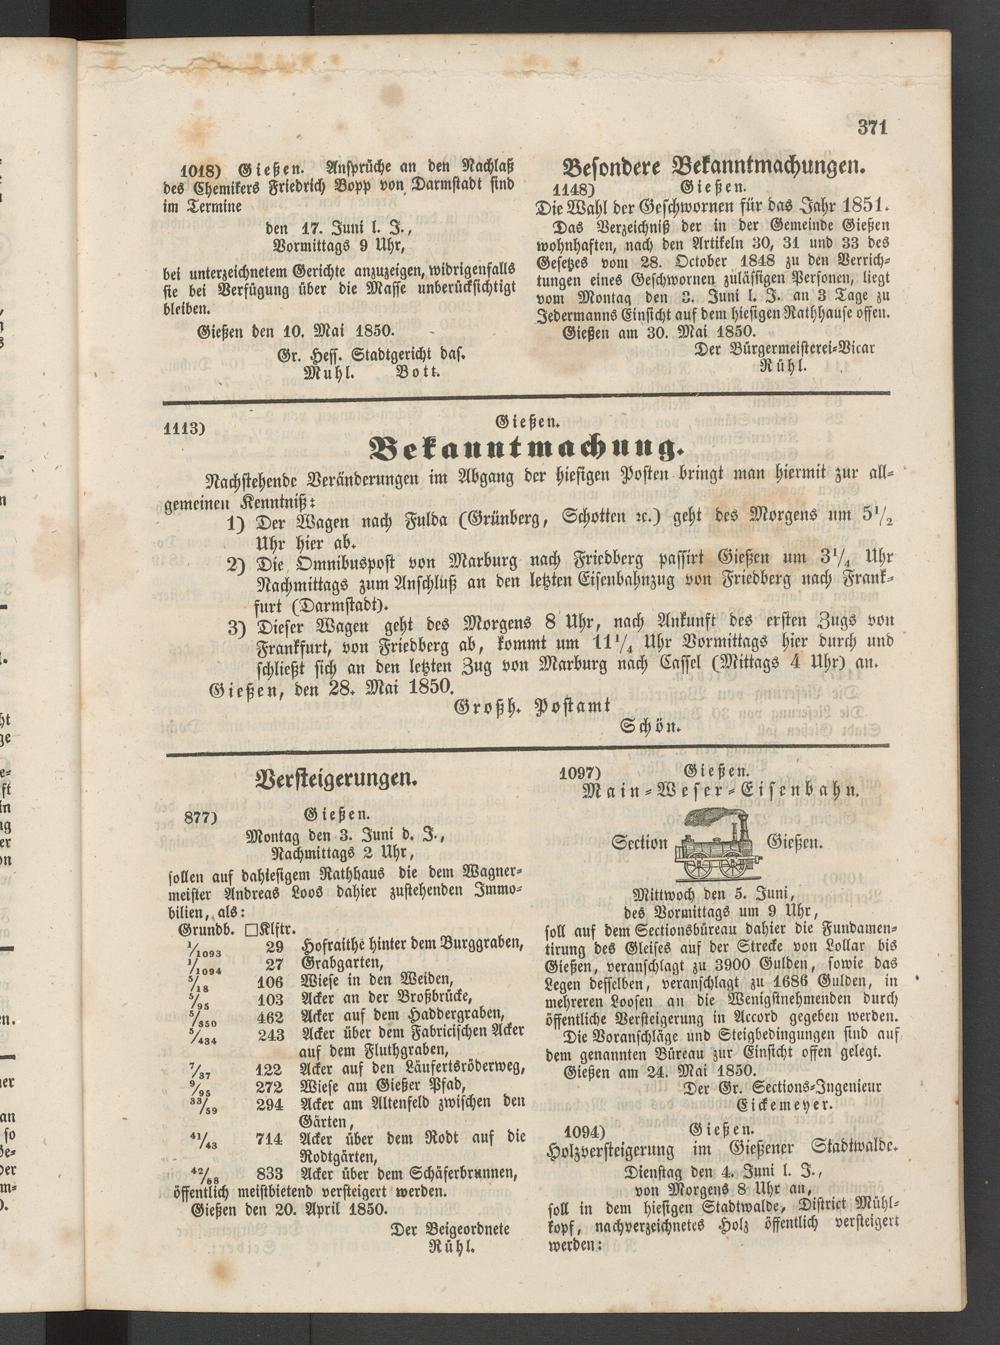 371
1018) Gießen. Ansprüche an den Nachlaß
des Chemikers Friedrich Bopp von Darmstadt sind
im Termine
den 17. Juni l. J.,
Vormittags 9 Uhr,
bei unterzeichnetem Gerichte anzuzeigen, widrigenfalls
sie bei Verfügung über die Masse unberücksichtigt
bleiben.
Gießen den 10. Mai 1850.
Gr. Hess. Stadtgericht das.
Muhl. Bott.
Besondere Bekanntmachungen.
1148) Gießen.
Die Wahl der Geschwornen für das Jahr 1851.
Das Verzeichniß der in der Gemeinde Gießen
wohnhaften, nach den Artikeln 30, 31 und 33 des
Gesetzes vom 28. October 1848 zu den Verrich-
tungen eines Geschwornen zulässigen Personen, liegt
vom Montag den 3. Juni l. J. an 3 Tage zu
Jedermanns Einsicht auf dem hiesigen Rathhause offen.
Gießen am 30. Mai 1850.
Der Bürgermeisterei-Vicar
Rühl.
1113) Gießen.
Bekanntmachung.
Nachstehende Veränderungen im Abgang der hiesigen Posten bringt man hiermit zur all-
gemeinen Kenntniß:
1) Der Wagen nach Fulda (Grünberg, Schotten ꝛc.) geht des Morgens um 5 1/2
Uhr hier ab.
2) Die Omnibuspost von Marburg nach Friedberg passirt Gießen um 3 1/4 Uhr
Nachmittags zum Anschluß an den letzten Eisenbahnzug von Friedberg nach Frank-
furt (Darmstadt).
3) Dieser Wagen geht des Morgens 8 Uhr, nach Ankunft des ersten Zugs von
Frankfurt, von Friedberg ab, kommt um 11 1/4 Uhr Vormittags hier durch und
schließt sich an den letzten Zug von Marburg nach Cassel (Mittags 4 Uhr) an.
Gießen, den 28. Mai 1850.
Großh. Postamt
Schön.
Versteigerungen.
877) Gießen.
Montag den 3. Juni d. J.,
Nachmittags 2 Uhr,
sollen auf dahiesigem Rathhaus die dem Wagner-
meister Andreas Loos dahier zustehenden Immo-
bilien, als:
Grundb. □Klftr.
1/1093 29 Hofraithe hinter dem Burggraben,
1/1094 27 Grabgarten,
5/18 106 Wiese in den Weiden,
5/95 103 Acker an der Broßbrücke,
5/350 462 Acker auf dem Haddergraben,
5/434 243 Acker über dem Fabricischen Acker
auf dem Fluthgraben,
7/37 122 Acker auf den Läufertsröderweg,
9/95 272 Wiese am Gießer Pfad,
33/59 294 Acker am Altenfeld zwischen den
Gärten,
41/43 714 Acker über dem Rodt auf die
Rodtgärten,
42/68 833 Acker über dem Schäferbrunnen,
öffentlich meistbietend versteigert werden.
Gießen den 20. April 1850.
Der Beigeordnete
Rühl.
1097) Gießen.
Main-Weser-Eisenbahn.
Section Gießen.
Mittwoch den 5. Juni,
des Vormittags um 9 Uhr,
soll auf dem Sectionsbüreau dahier die Fundamen-
tirung des Gleises auf der Strecke von Lollar bis
Gießen, veranschlagt zu 3900 Gulden, sowie das
Legen desselben, veranschlagt zu 1686 Gulden, in
mehreren Loosen an die Wenigstnehmenden durch
öffentliche Versteigerung in Accord gegeben werden.
Die Voranschläge und Steigbedingungen sind auf
dem genannten Büreau zur Einsicht offen gelegt.
Gießen am 24. Mai 1850.
Der Gr. Sections-Ingenieur
Eickemeyer.
1094) Gießen.
Holzversteigerung im Gießener Stadtwalde.
Dienstag den 4. Juni l. J.,
von Morgens 8 Uhr an,
soll in dem hiesigen Stadtwalde, District Mühl-
kopf, nachverzeichnetes Holz öffentlich versteigert
werden: